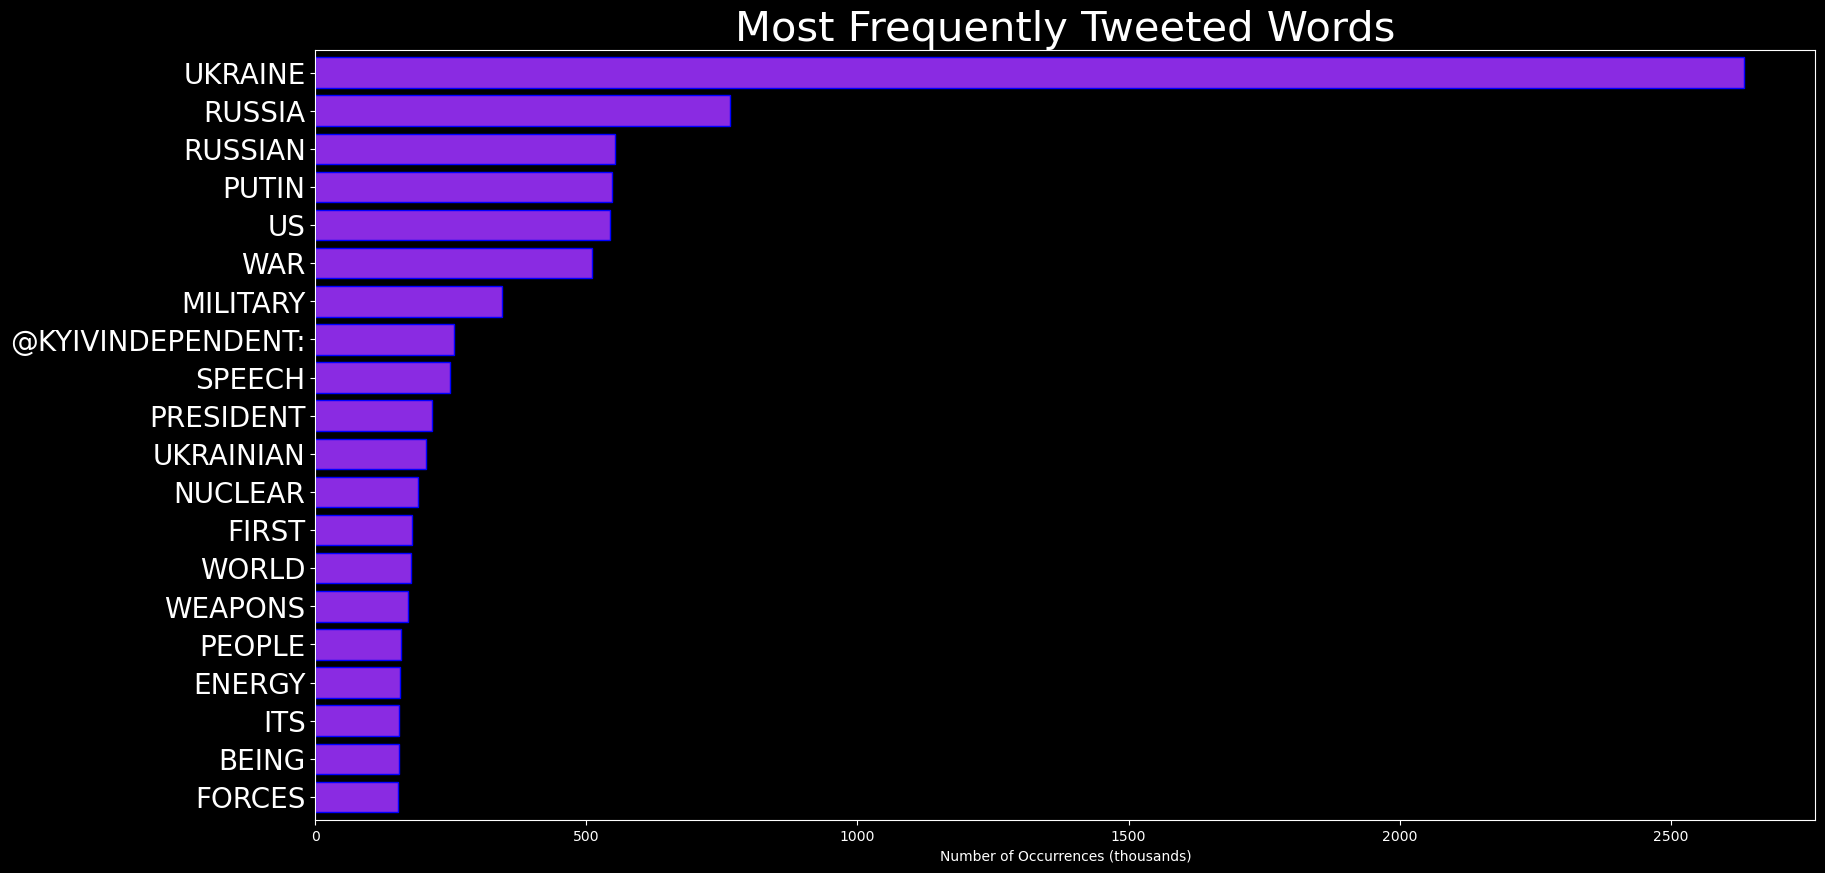 Most Frequently Tweeted Words
UKRAINE
RUSSIA
RUSSIAN
PUTIN
US
WAR
MILITARY
@KYIVINDEPENDENT:
SPEECH
PRESIDENT
UKRAINIAN
NUCLEAR
FIRST
WORLD
WEAPONS
PEOPLE
ENERGY
ITS
BEING
FORCES
0 500 1000 1500 2000 2500
Number of Occurrences (thousands)